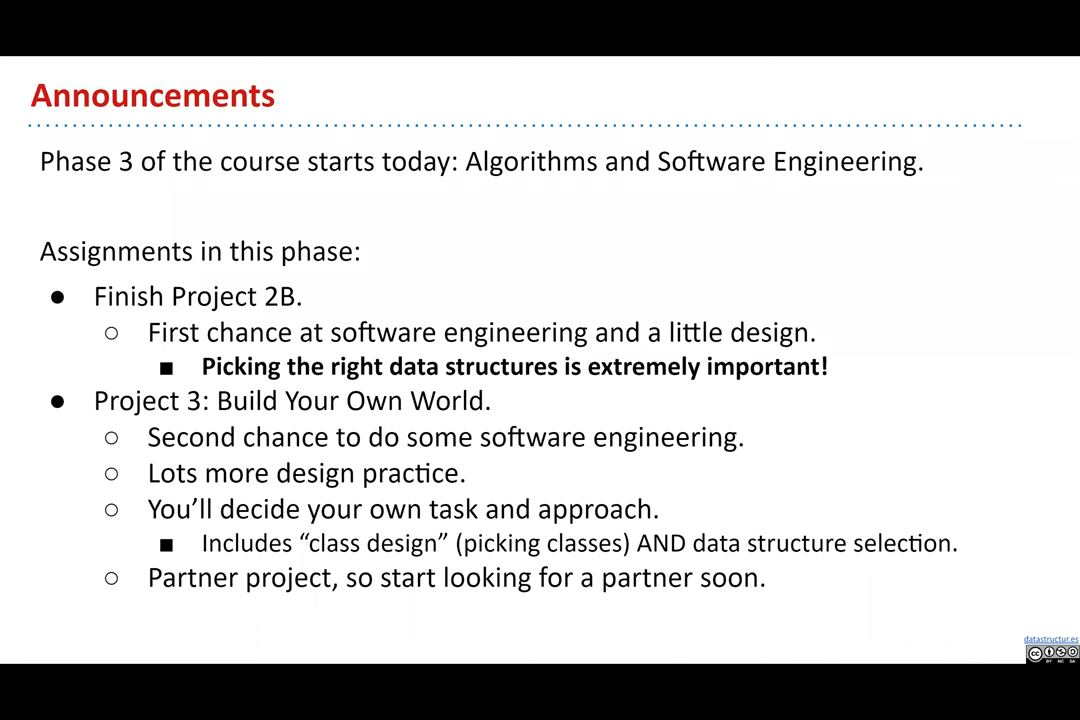 Announcements
Phase 3 of the course starts today: Algorithms and Software Engineering.
Assignments in this phase:
● Finish Project 2B.
○ First chance at software engineering and a little design.
■ Picking the right data structures is extremely important!
● Project 3: Build Your Own World.
○ Second chance to do some software engineering.
○ Lots more design practice.
○ You’ll decide your own task and approach.
■ Includes “class design” (picking classes) AND data structure selection.
○ Partner project, so start looking for a partner soon.
datastructur.es
cc
BY NC SA